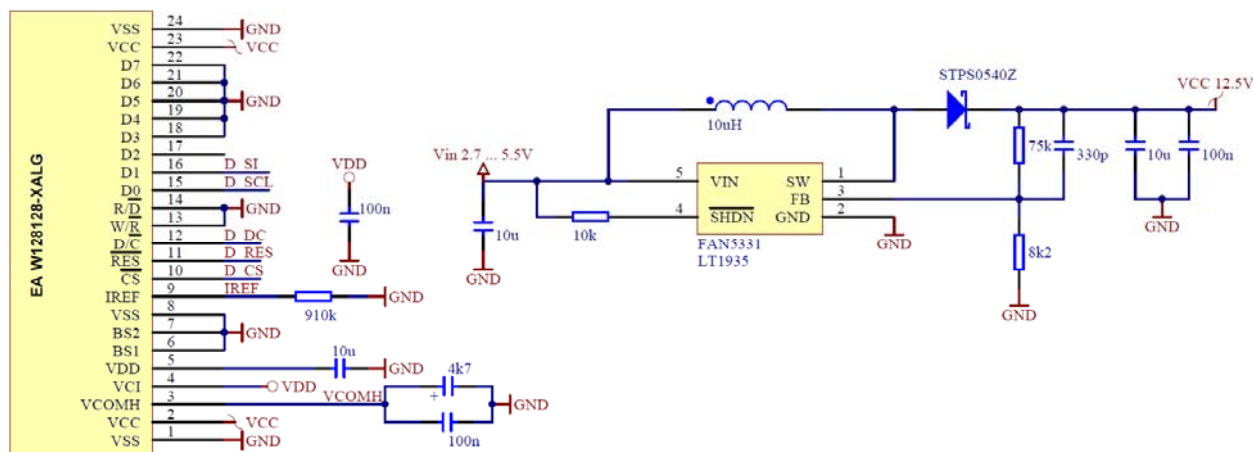 EA W128128-XALG
VSS 24 GND
VCC 23 VCC
D7 22
D6 21
D5 20 GND
D4 19
D3 18
D2 17
D1 16 D_SI
D0 15 D_SCL
R/D 14 GND
W/R 13
D/C 12 D_DC
RES 11 D_RES
CS 10 D_CS
IREF 9 IREF
910k GND
VSS 8
BS2 7 GND
BS1 6
VDD 5 10u GND
VCI 4 VDD
VCOMH 3 VCOMH
4k7
+
100n
GND
VCC 2 VCC
VSS 1 GND
VDD
100n
GND
Vin 2.7 ... 5.5V
10u
GND
10k
10uH
5 VIN SW 1
FB 3
4 SHDN GND 2
FAN5331
LT1935
GND
STPS0540Z
VCC 12.5V
75k
330p
10u
100n
GND
8k2
GND